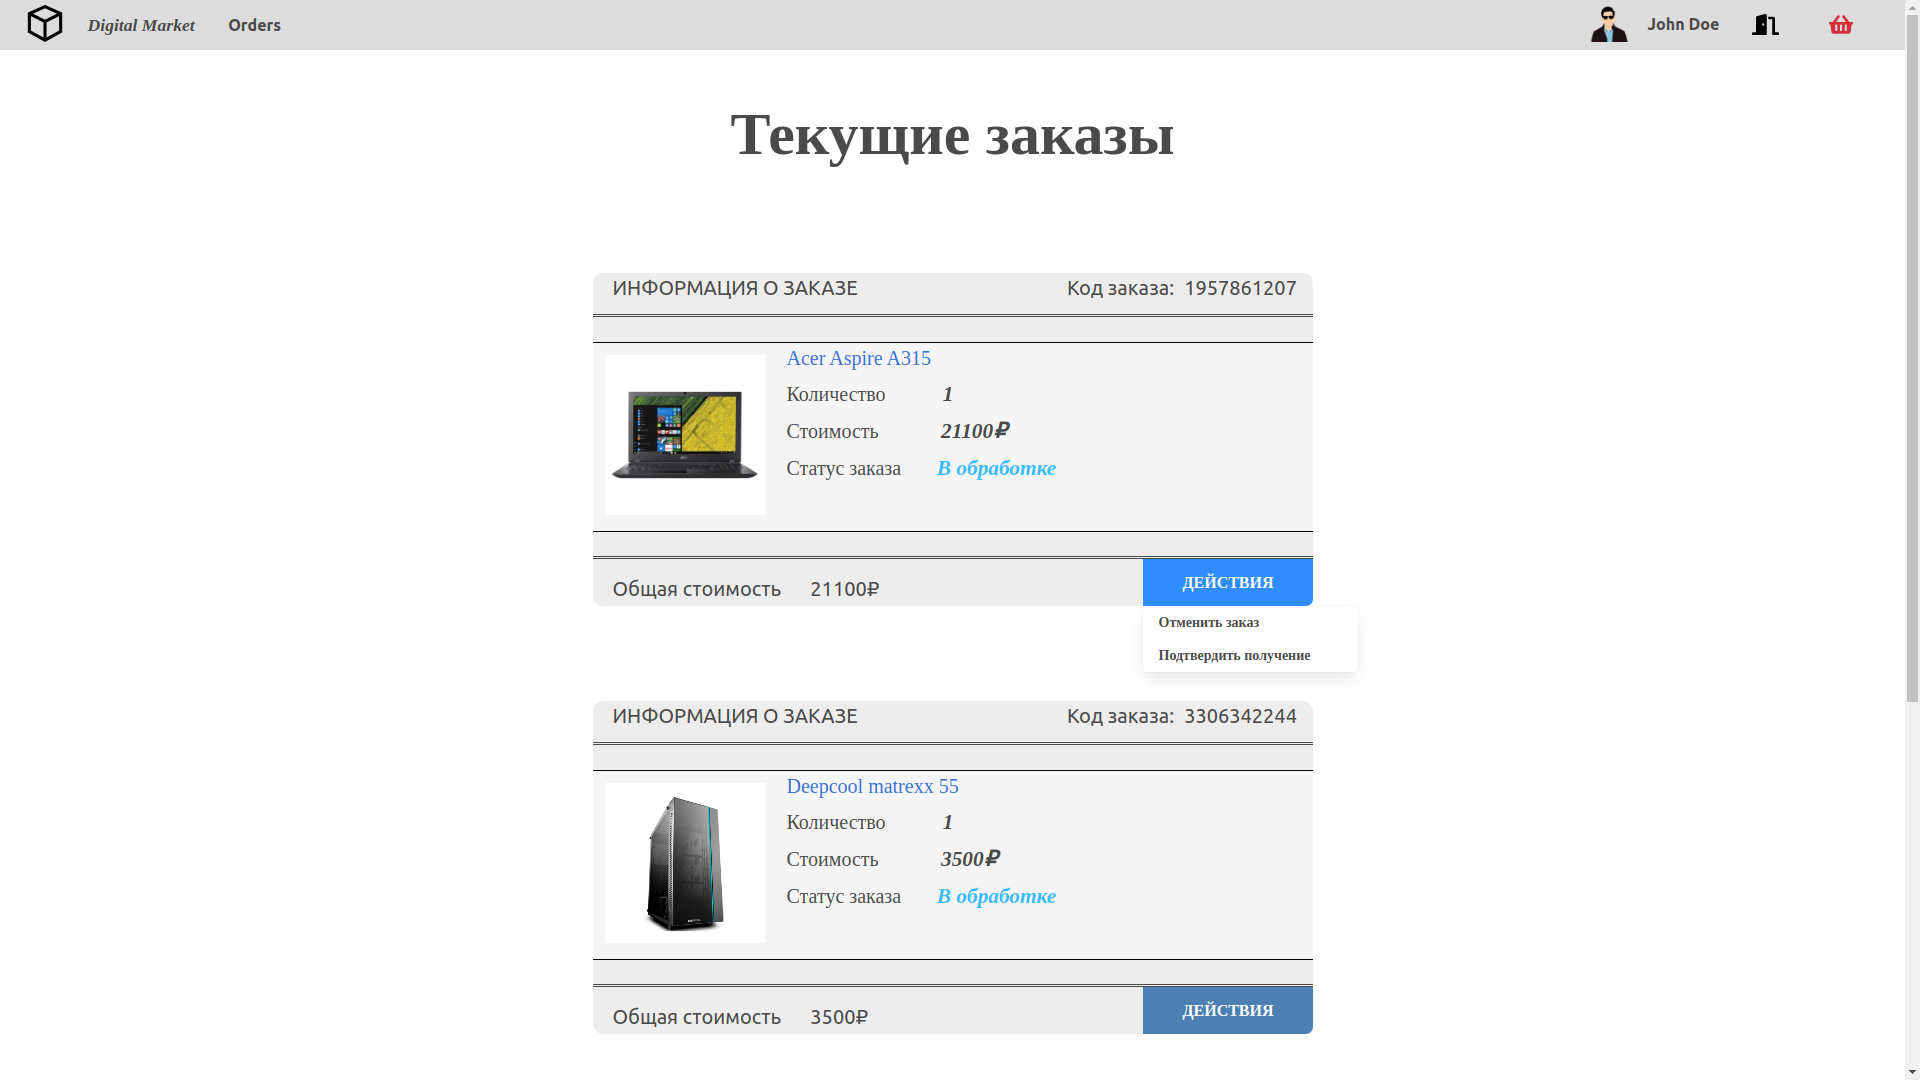 Digital Market
Orders
John Doe
Текущие заказы
ИНФОРМАЦИЯ О ЗАКАЗЕ
Код заказа: 1957861207
Acer Aspire A315
Количество 1
Стоимость 21100₽
Статус заказа В обработке
Общая стоимость 21100₽
ДЕЙСТВИЯ
Отменить заказ
Подтвердить получение
ИНФОРМАЦИЯ О ЗАКАЗЕ
Код заказа: 3306342244
Deepcool matrexx 55
Количество 1
Стоимость 3500₽
Статус заказа В обработке
Общая стоимость 3500₽
ДЕЙСТВИЯ